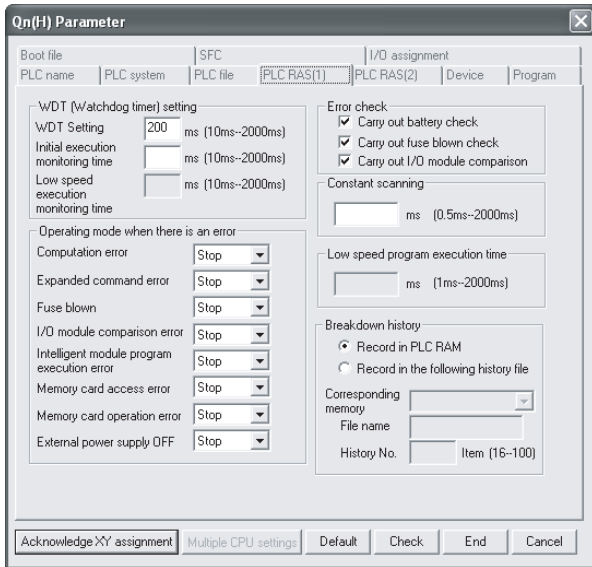 Qn(H) Parameter
Boot file
SFC
I/O assignment
PLC name
PLC system
PLC file
PLC RAS(1)
PLC RAS(2)
Device
Program
WDT (Watchdog timer) setting
WDT Setting
200
ms (10ms--2000ms)
Initial execution
monitoring time
ms (10ms--2000ms)
Low speed
execution
monitoring time
ms (10ms--2000ms)
Operating mode when there is an error
Computation error
Stop
Expanded command error
Stop
Fuse blown
Stop
I/O module comparison error
Stop
Intelligent module program
execution error
Stop
Memory card access error
Stop
Memory card operation error
Stop
External power supply OFF
Stop
Error check
Carry out battery check
Carry out fuse blown check
Carry out I/O module comparison
Constant scanning
ms (0.5ms--2000ms)
Low speed program execution time
ms (1ms--2000ms)
Breakdown history
Record in PLC RAM
Record in the following history file
Corresponding
memory
File name
History No.
Item (16--100)
Acknowledge XY assignment
Multiple CPU settings
Default
Check
End
Cancel